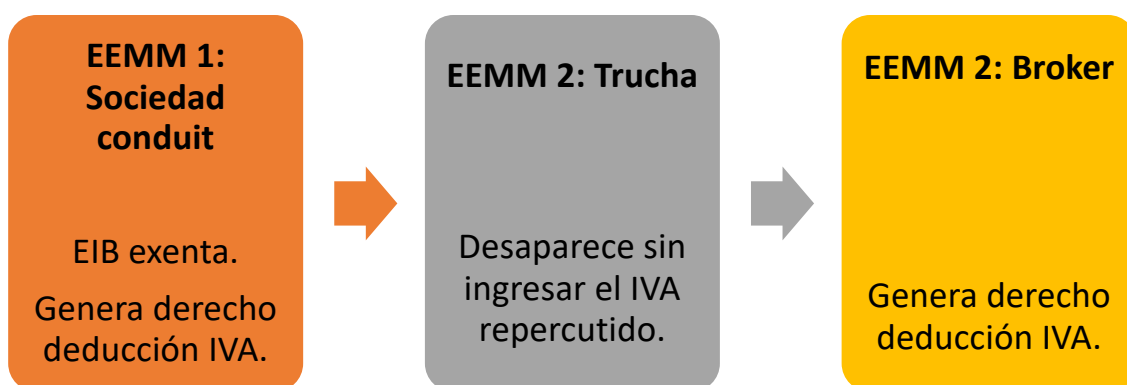 EEMM 1:
Sociedad
conduit
EIB exenta.
Genera derecho
deducción IVA.
EEMM 2: Trucha
Desaparece sin
ingresar el IVA
repercutido.
EEMM 2: Broker
Genera derecho
deducción IVA.